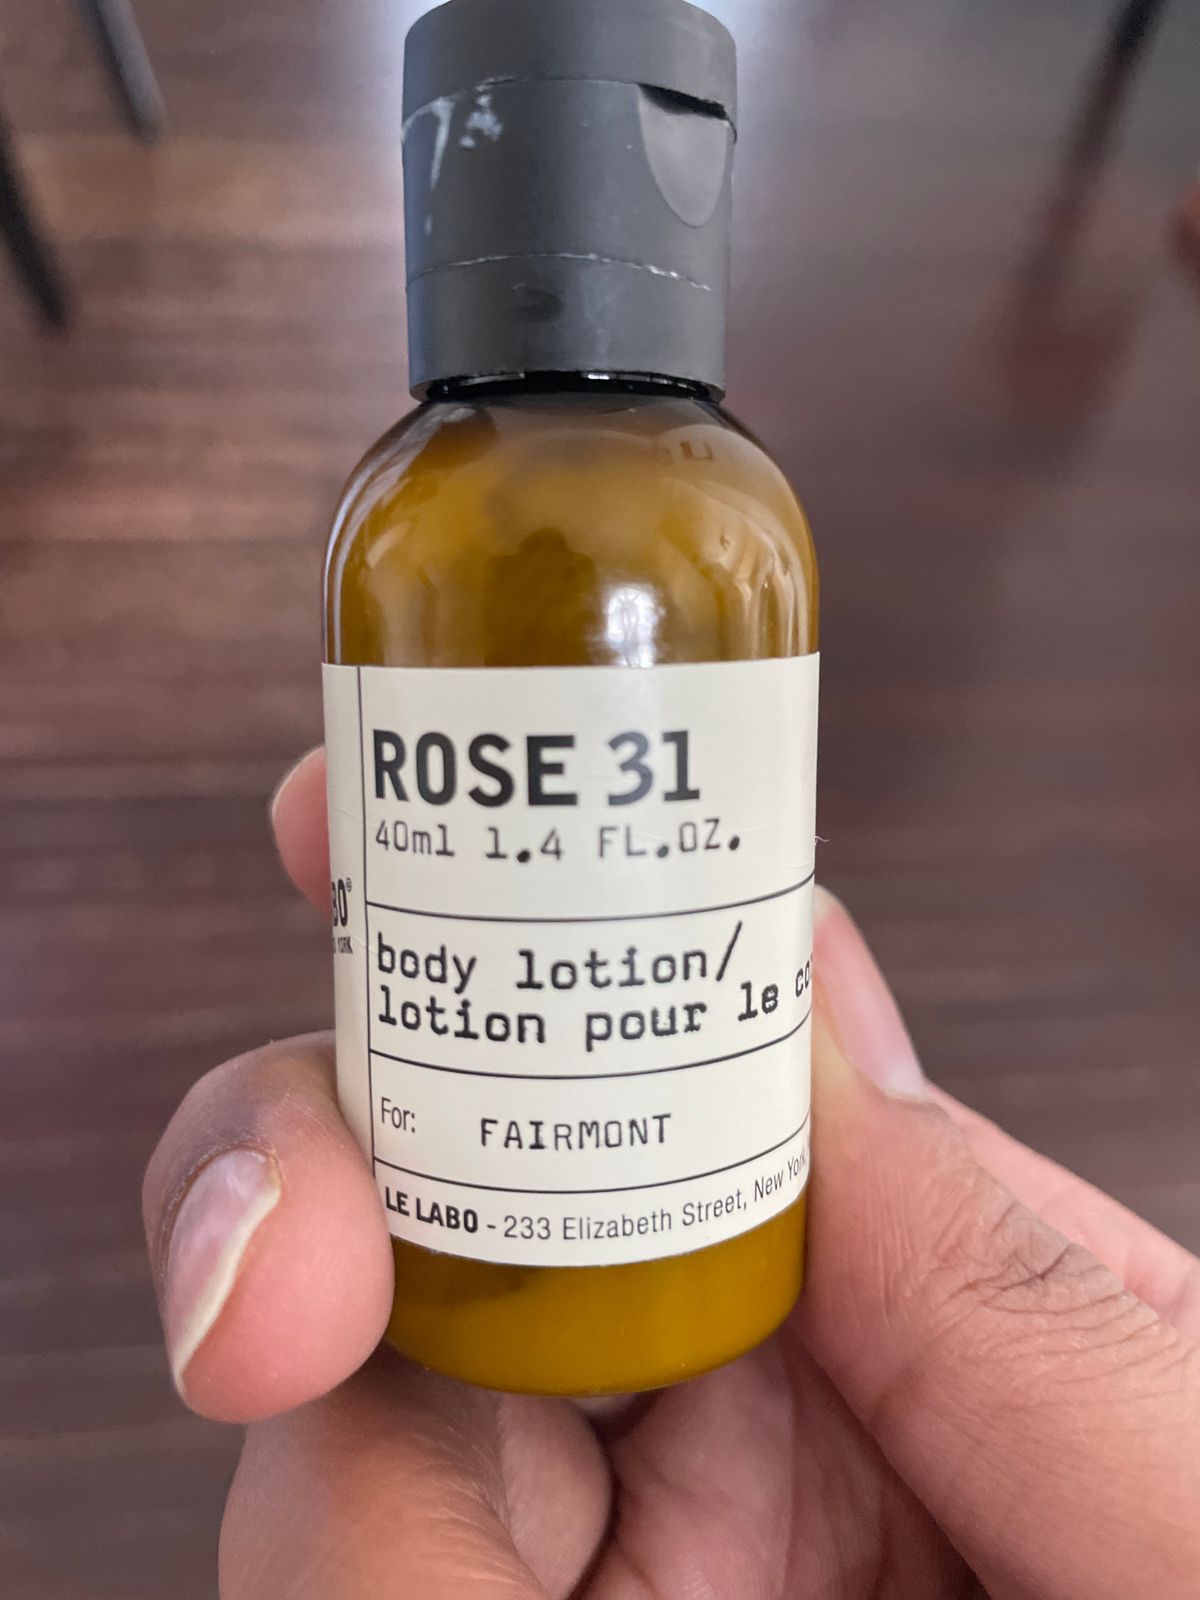 ROSE 31
40ml 1.4 FL.OZ.
body lotion/
lotion pour le
For: FAIRMONT
LE LABO - 233 Elizabeth Street, New York
YORK